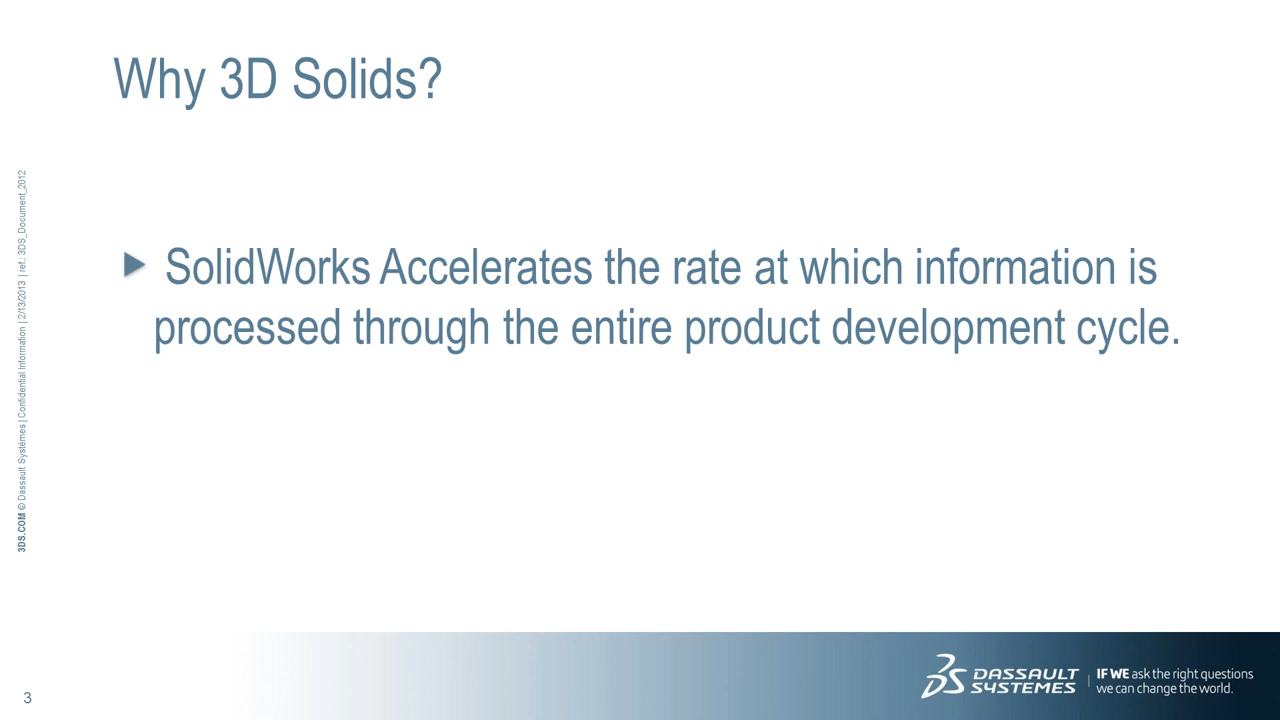 Why 3D Solids?
SolidWorks Accelerates the rate at which information is
processed through the entire product development cycle.
3DS.COM © Dassault Systèmes | Confidential Information | 2/13/2013 | ref.: 3DS_Document_2012
3
DASSAULT
SYSTEMES
IF WE ask the right questions
we can change the world.